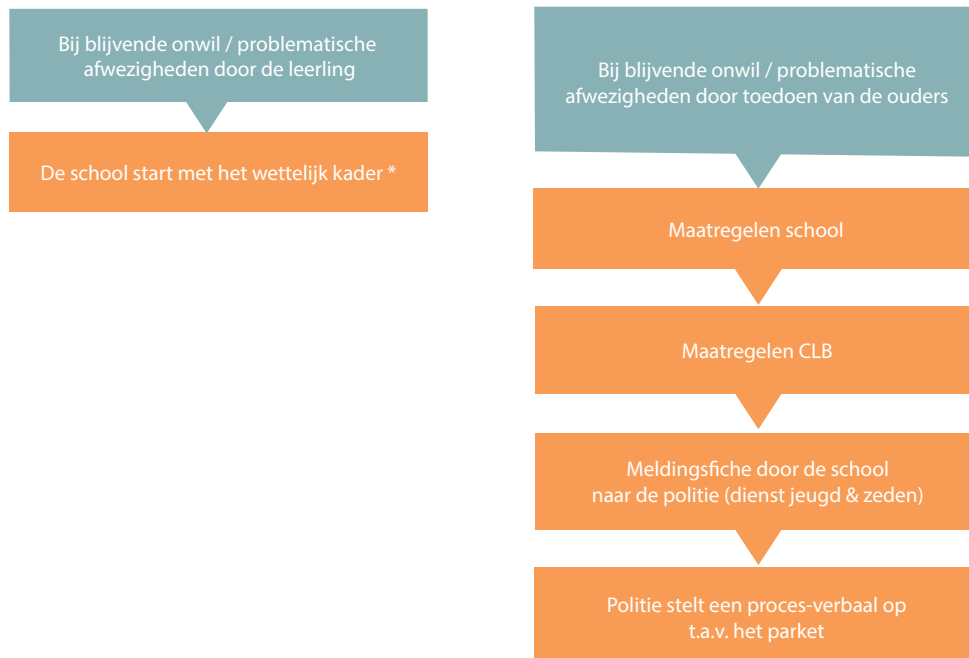 Bij blijvende onwil / problematische
afwezigheden door de leerling
De school start met het wettelijk kader *
Bij blijvende onwil / problematische
afwezigheden door toedoen van de ouders
Maatregelen school
Maatregelen CLB
Meldingsfiche door de school
naar de politie (dienst jeugd & zeden)
Politie stelt een proces-verbaal op
t.a.v. het parket